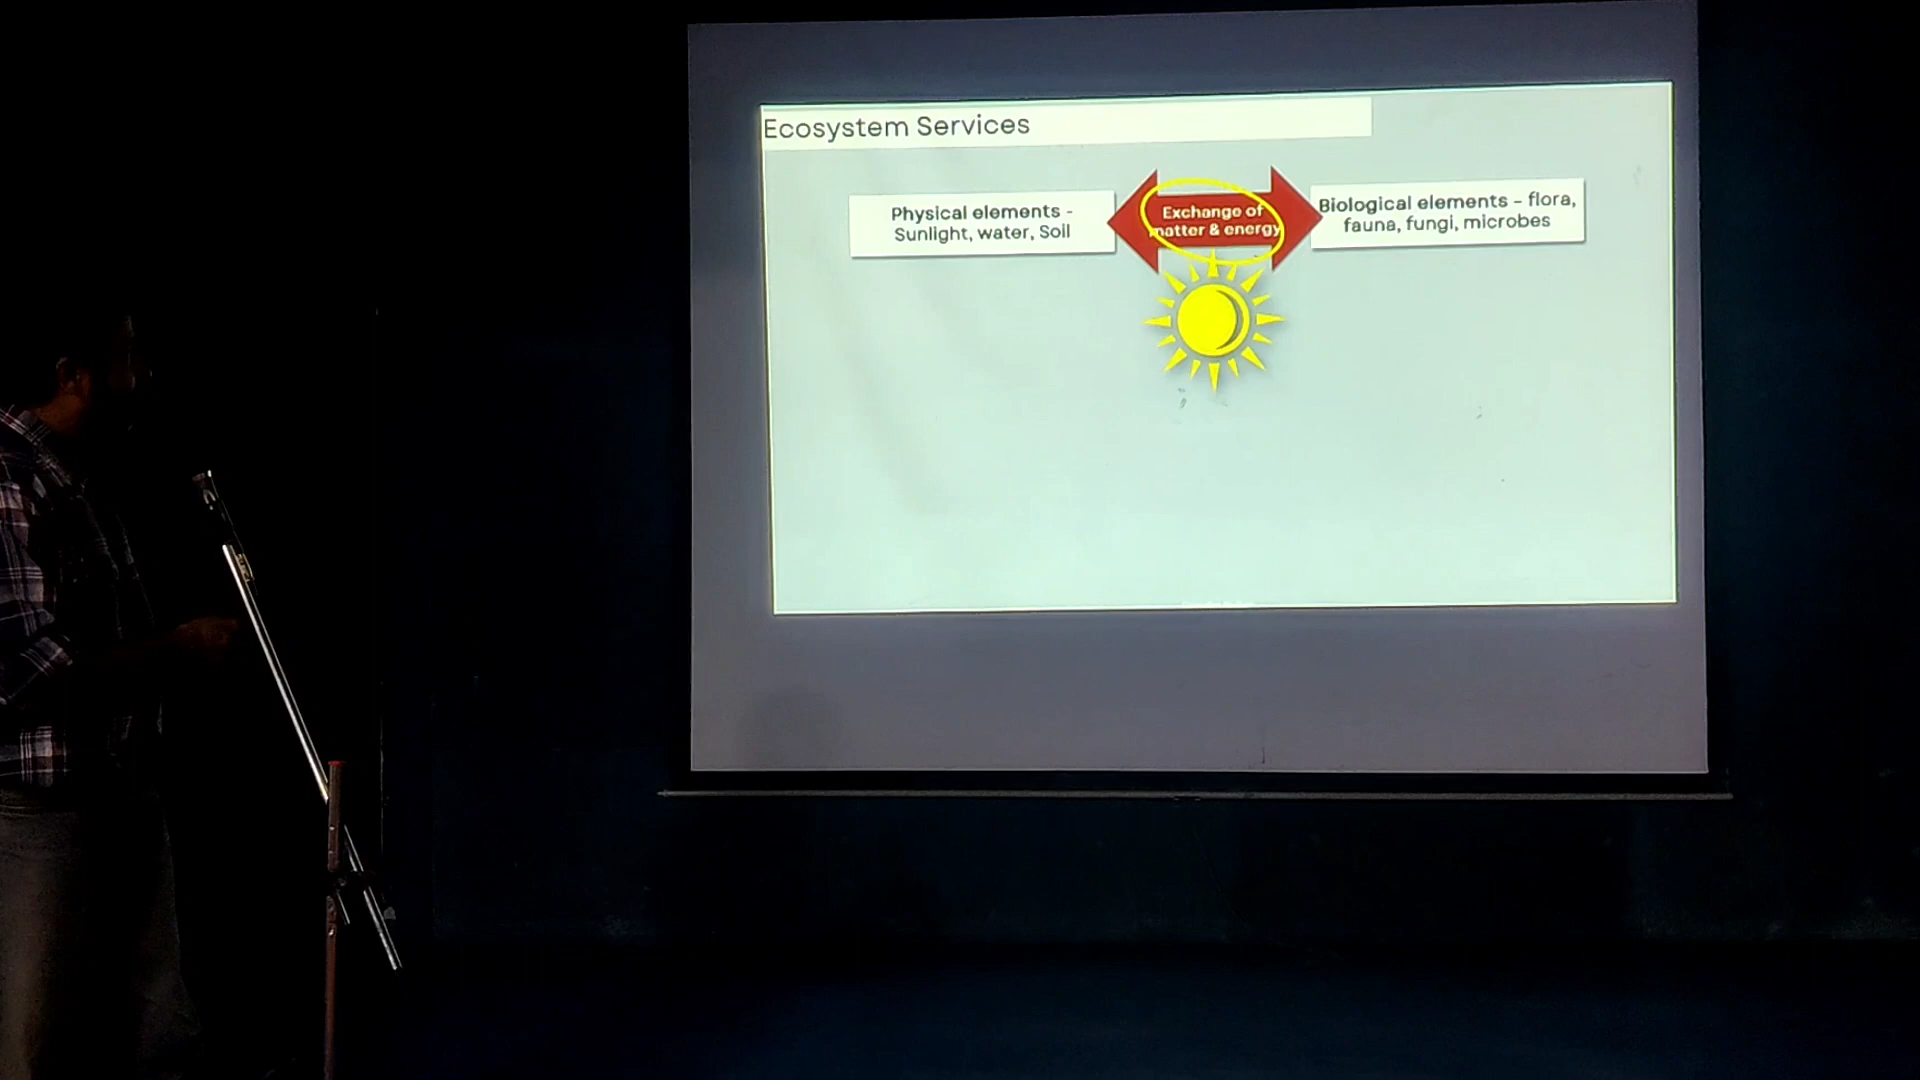 Ecosystem Services
Physical elements -
Sunlight, water, Soil
Exchange of
matter & energy
Biological elements - flora,
fauna, fungi, microbes